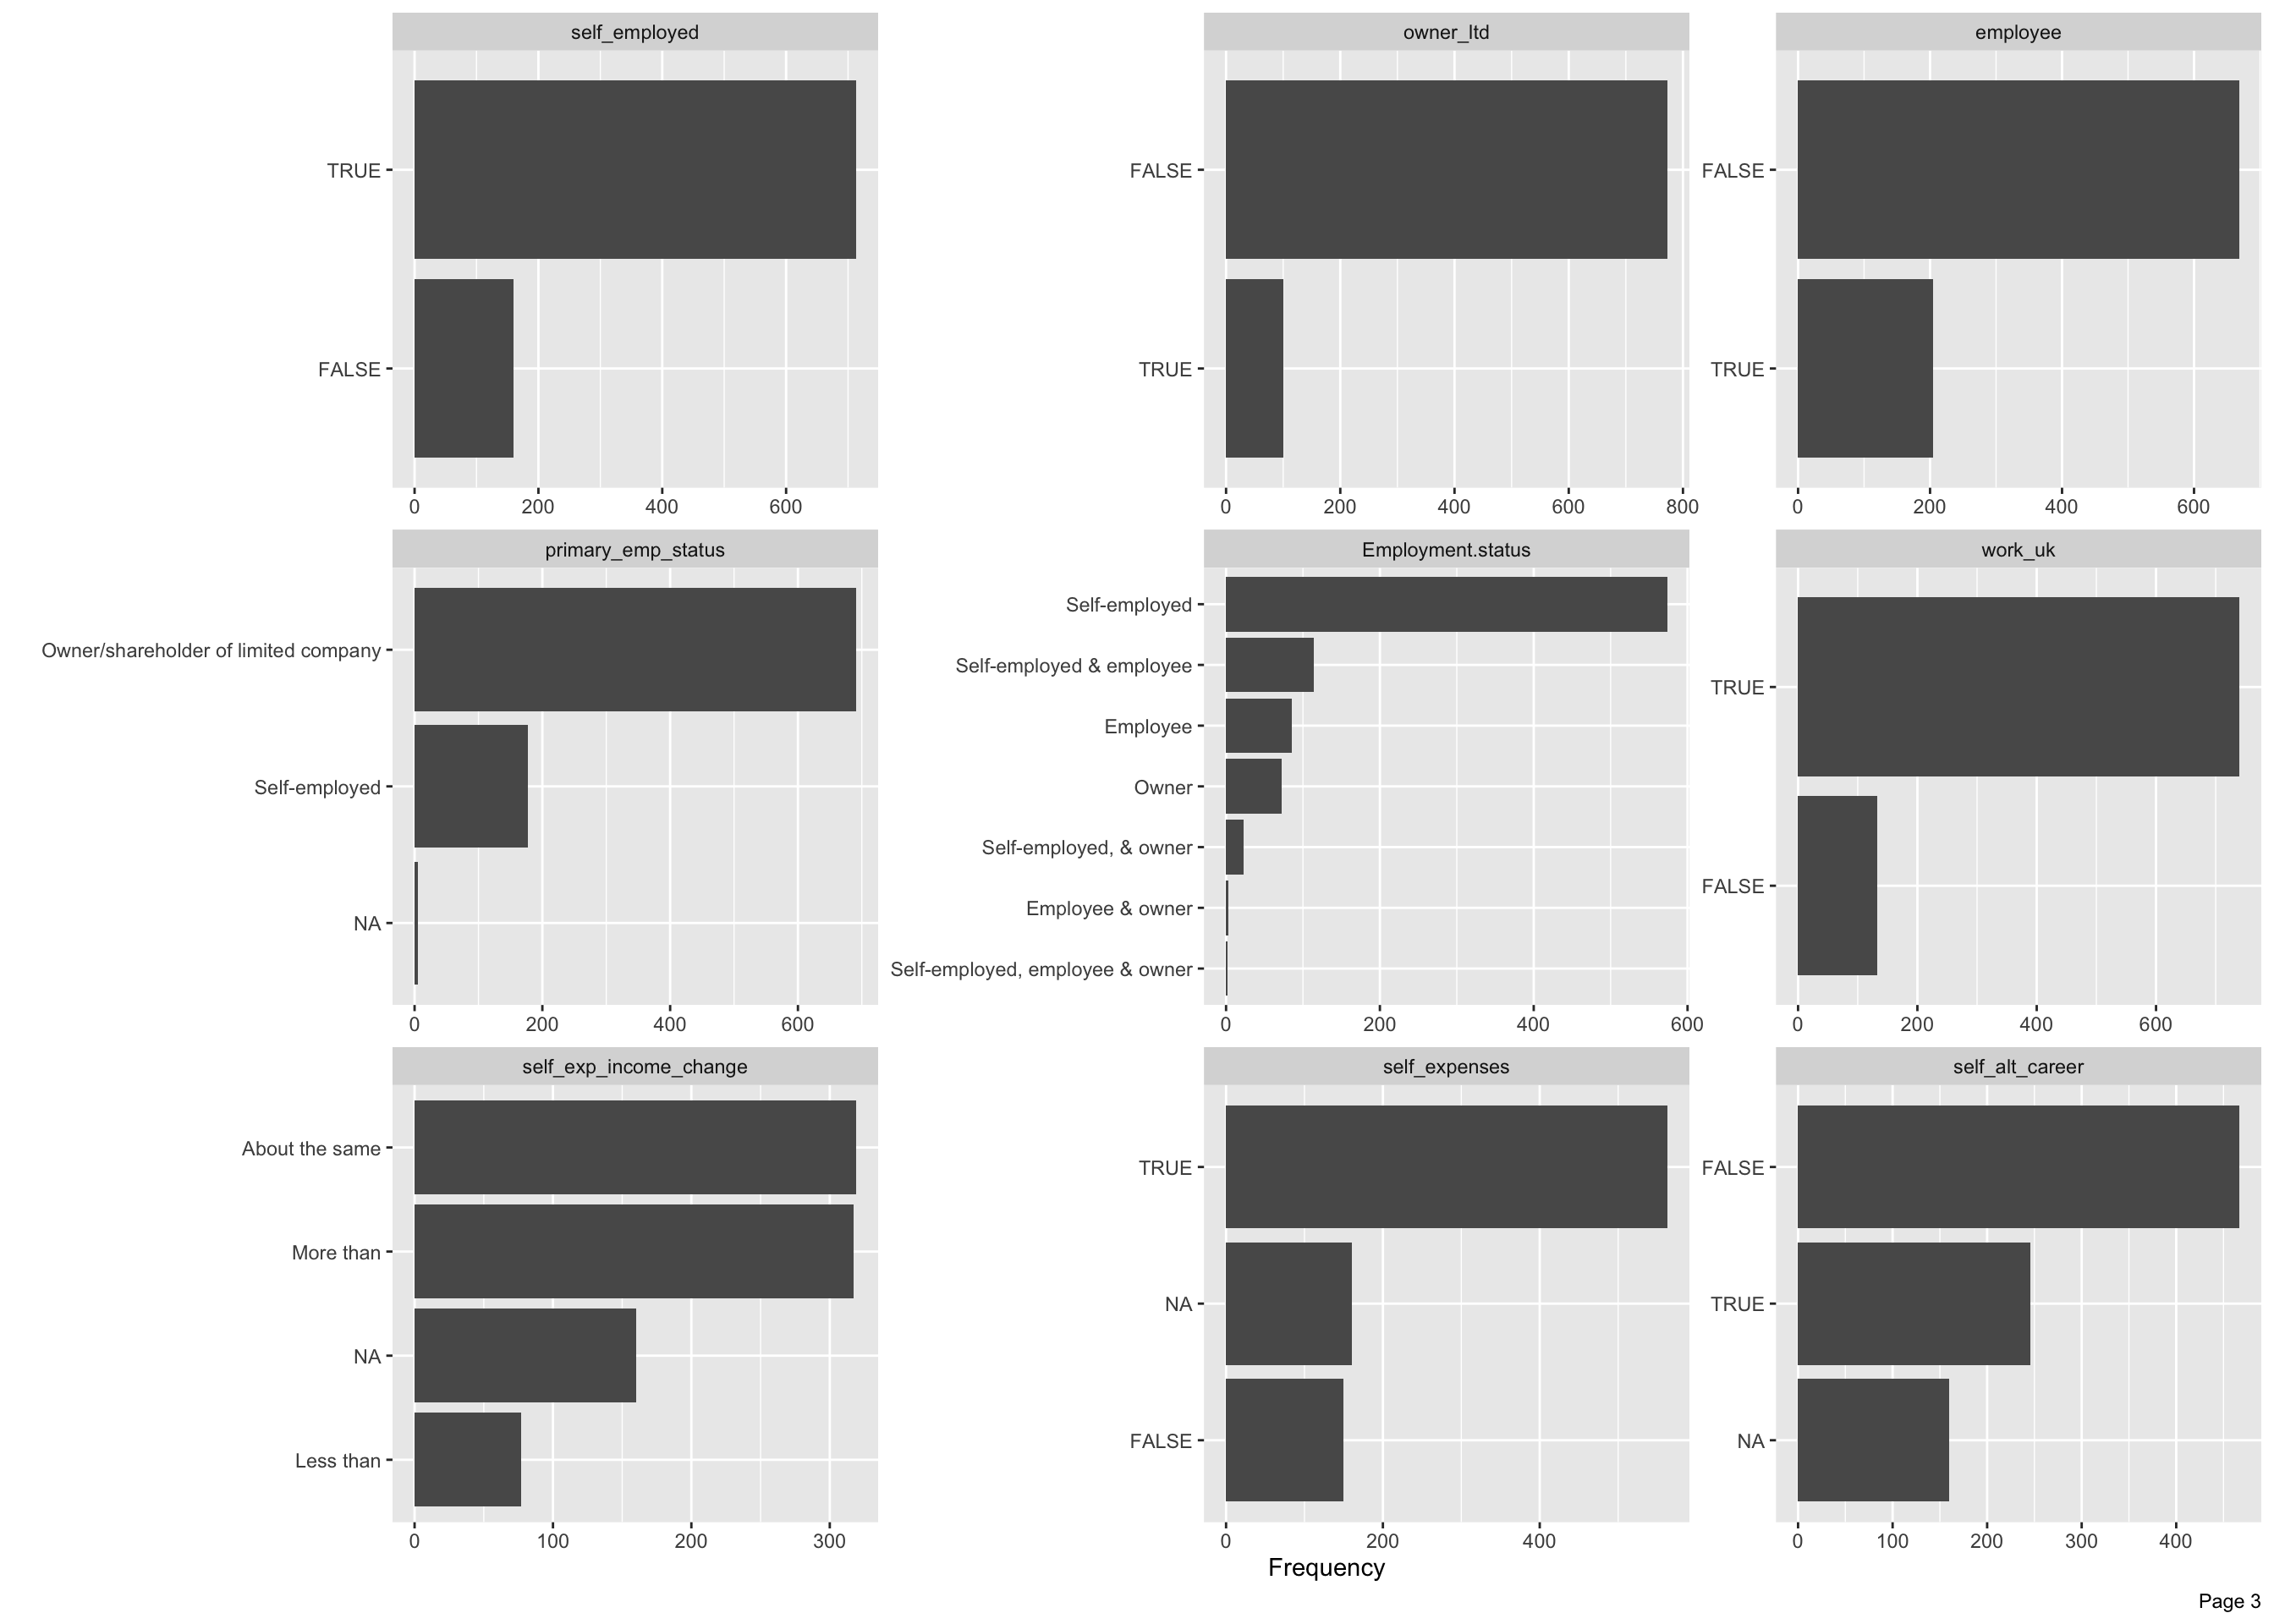 self_employed
TRUE
FALSE
0 200 400 600
owner_ltd
FALSE
TRUE
0 200 400 600 800
employee
FALSE
TRUE
0 200 400 600
primary_emp_status
Owner/shareholder of limited company
Self-employed
NA
0 200 400 600
Employment.status
Self-employed
Self-employed & employee
Employee
Owner
Self-employed, & owner
Employee & owner
Self-employed, employee & owner
0 200 400 600
work_uk
TRUE
FALSE
0 200 400 600
self_exp_income_change
About the same
More than
NA
Less than
0 100 200 300
self_expenses
TRUE
NA
FALSE
0 200 400
self_alt_career
FALSE
TRUE
NA
0 100 200 300 400
Frequency
Page 3